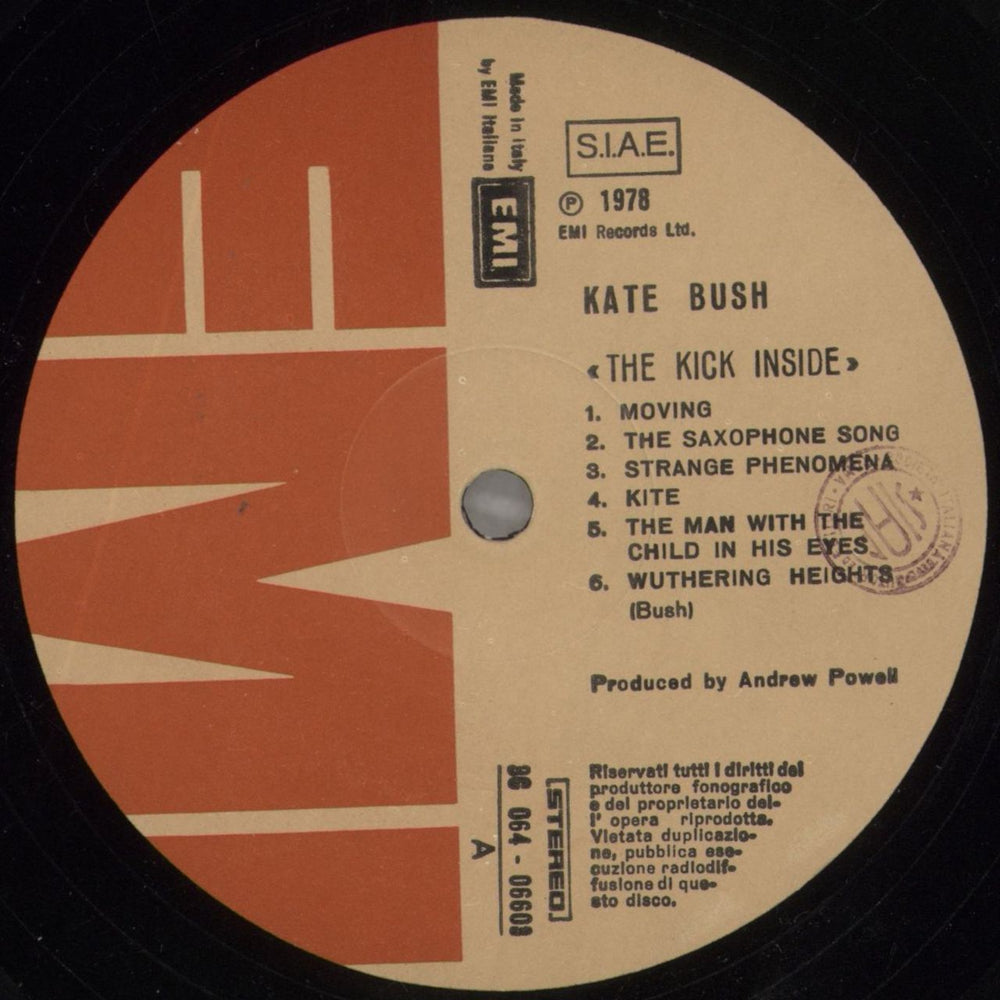 EMI
Made in Italy
by EMI Italiana
EMI
S.I.A.E.
℗ 1978
EMI Records Ltd.
KATE BUSH
«THE KICK INSIDE»
1. MOVING
2. THE SAXOPHONE SONG
3. STRANGE PHENOMENA
4. KITE
5. THE MAN WITH THE
CHILD IN HIS EYES
6. WUTHERING HEIGHTS
(Bush)
Produced by Andrew Powell
STEREO
3C 064 - 06603
A
Riservati tutti i diritti del
produttore fonografico
e del proprietario del-
l' opera riprodotta.
Vietata duplicazio-
ne, pubblica ese-
cuzione radiodif-
fusione di que-
sto disco.